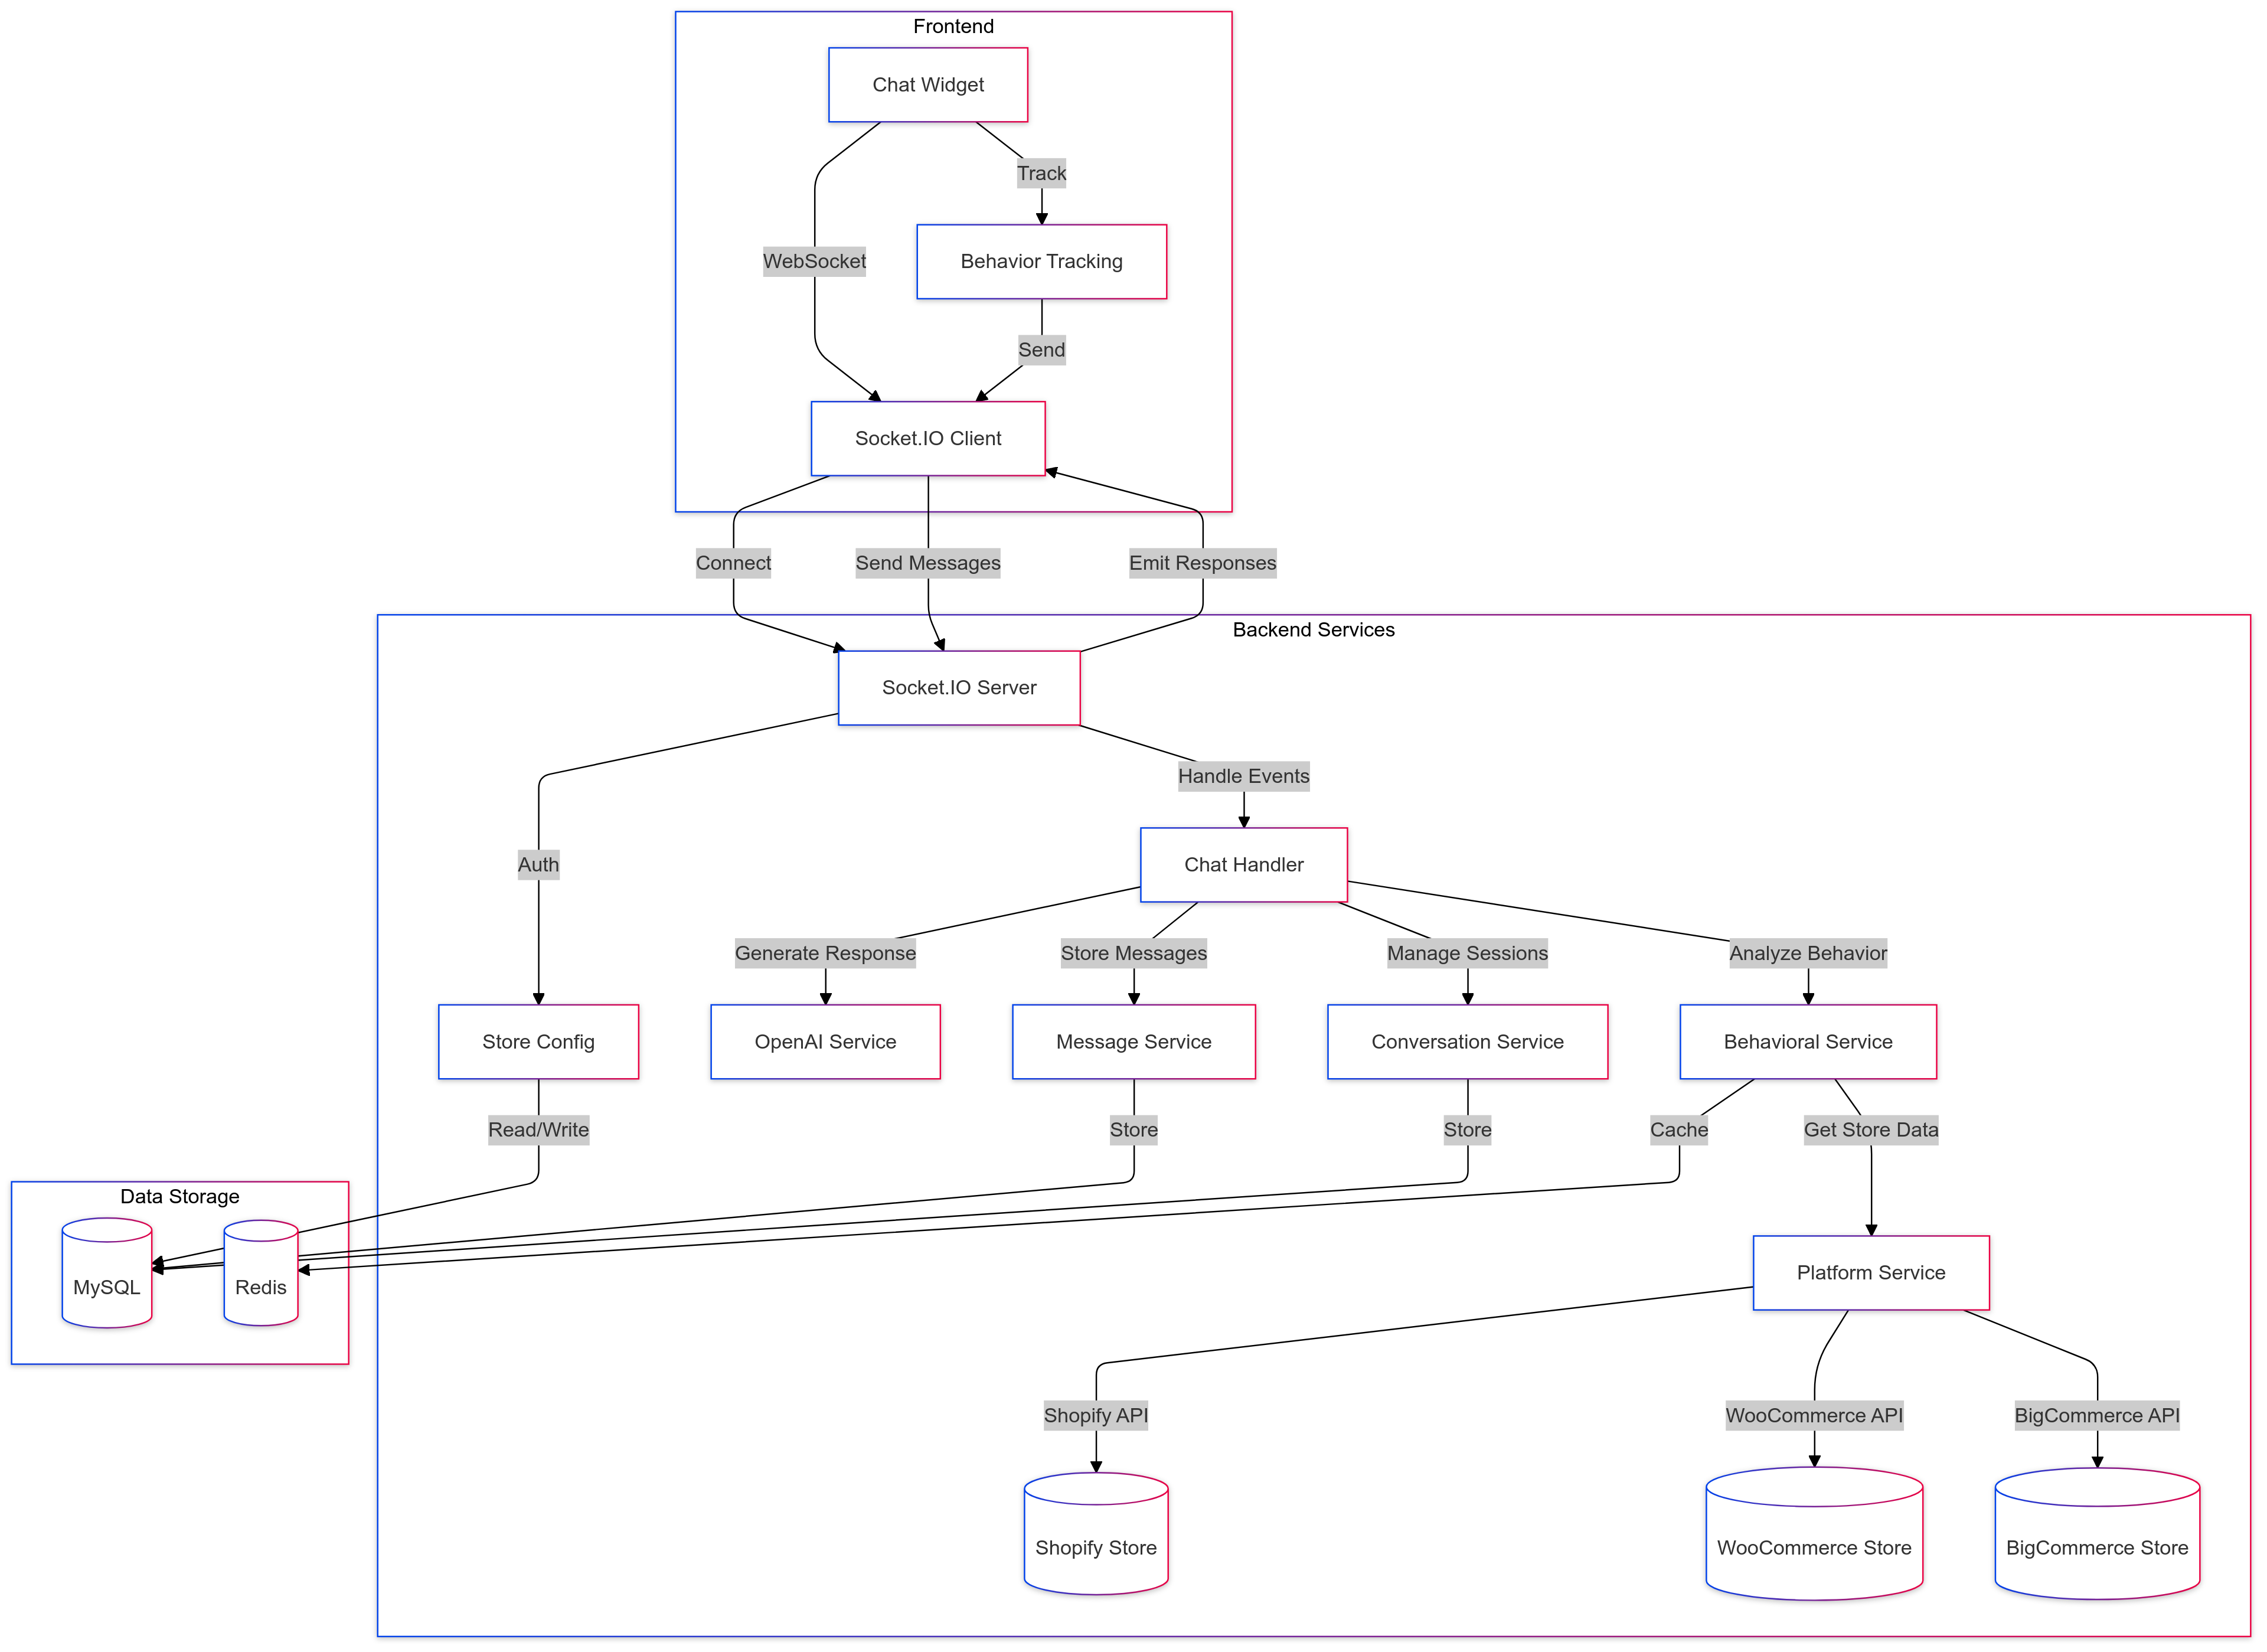 Frontend
Chat Widget
Track
WebSocket
Behavior Tracking
Send
Socket.IO Client
Connect
Send Messages
Emit Responses
Backend Services
Socket.IO Server
Handle Events
Auth
Chat Handler
Generate Response
Store Messages
Manage Sessions
Analyze Behavior
Store Config
OpenAI Service
Message Service
Conversation Service
Behavioral Service
Read/Write
Store
Store
Cache
Get Store Data
Data Storage
MySQL
Redis
Platform Service
Shopify API
WooCommerce API
BigCommerce API
Shopify Store
WooCommerce Store
BigCommerce Store